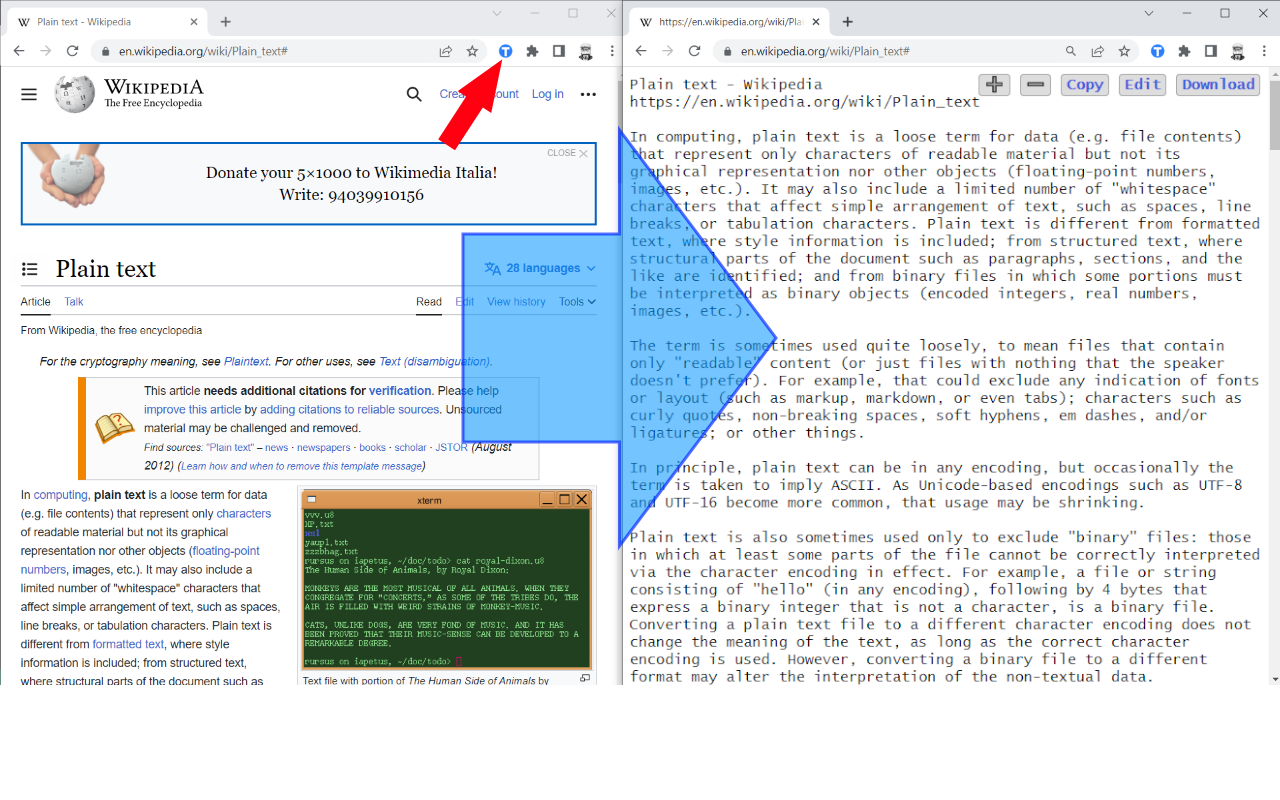 Plain text - Wikipedia
en.wikipedia.org/wiki/Plain_text#
WIKIPEDIA
The Free Encyclopedia
Create account Log in
CLOSE
Donate your 5×1000 to Wikimedia Italia!
Write: 94039910156
Plain text
28 languages
Article Talk Read Edit View history Tools
From Wikipedia, the free encyclopedia
For the cryptography meaning, see Plaintext. For other uses, see Text (disambiguation).
This article needs additional citations for verification. Please help
improve this article by adding citations to reliable sources. Unsourced
material may be challenged and removed.
Find sources: "Plain text" – news · newspapers · books · scholar · JSTOR (August
2012) (Learn how and when to remove this template message)
In computing, plain text is a loose term for data
(e.g. file contents) that represent only characters
of readable material but not its graphical
representation nor other objects (floating-point
numbers, images, etc.). It may also include a
limited number of "whitespace" characters that
affect simple arrangement of text, such as spaces,
line breaks, or tabulation characters. Plain text is
different from formatted text, where style
information is included; from structured text,
where structural parts of the document such as
xterm
vvv.u8
XP.txt
yaupl.txt
zzzbhag.txt
rursus on iapetus, ~/doc/todo> cat royal-dixon.u8
The Human Side of Animals, by Royal Dixon:
MONKEYS ARE THE MOST MUSICAL OF ALL ANIMALS, WHEN THEY
CONGREGATE FOR "CONCERTS," AS SOME OF THE TRIBES DO, THE
AIR IS FILLED WITH WEIRD STRAINS OF MONKEY-MUSIC.
CATS, UNLIKE DOGS, ARE VERY FOND OF MUSIC. AND IT HAS
BEEN PROVED THAT THEIR MUSIC-SENSE CAN BE DEVELOPED TO A
REMARKABLE DEGREE.
rursus on iapetus, ~/doc/todo>
Text file with portion of The Human Side of Animals by
https://en.wikipedia.org/wiki/Pla
en.wikipedia.org/wiki/Plain_text#
+ − Copy Edit Download
Plain text - Wikipedia
https://en.wikipedia.org/wiki/Plain_text
In computing, plain text is a loose term for data (e.g. file contents)
that represent only characters of readable material but not its
graphical representation nor other objects (floating-point numbers,
images, etc.). It may also include a limited number of "whitespace"
characters that affect simple arrangement of text, such as spaces, line
breaks, or tabulation characters. Plain text is different from formatted
text, where style information is included; from structured text, where
structural parts of the document such as paragraphs, sections, and the
like are identified; and from binary files in which some portions must
be interpreted as binary objects (encoded integers, real numbers,
images, etc.).
The term is sometimes used quite loosely, to mean files that contain
only "readable" content (or just files with nothing that the speaker
doesn't prefer). For example, that could exclude any indication of fonts
or layout (such as markup, markdown, or even tabs); characters such as
curly quotes, non-breaking spaces, soft hyphens, em dashes, and/or
ligatures; or other things.
In principle, plain text can be in any encoding, but occasionally the
term is taken to imply ASCII. As Unicode-based encodings such as UTF-8
and UTF-16 become more common, that usage may be shrinking.
Plain text is also sometimes used only to exclude "binary" files: those
in which at least some parts of the file cannot be correctly interpreted
via the character encoding in effect. For example, a file or string
consisting of "hello" (in any encoding), following by 4 bytes that
express a binary integer that is not a character, is a binary file.
Converting a plain text file to a different character encoding does not
change the meaning of the text, as long as the correct character
encoding is used. However, converting a binary file to a different
format may alter the interpretation of the non-textual data.